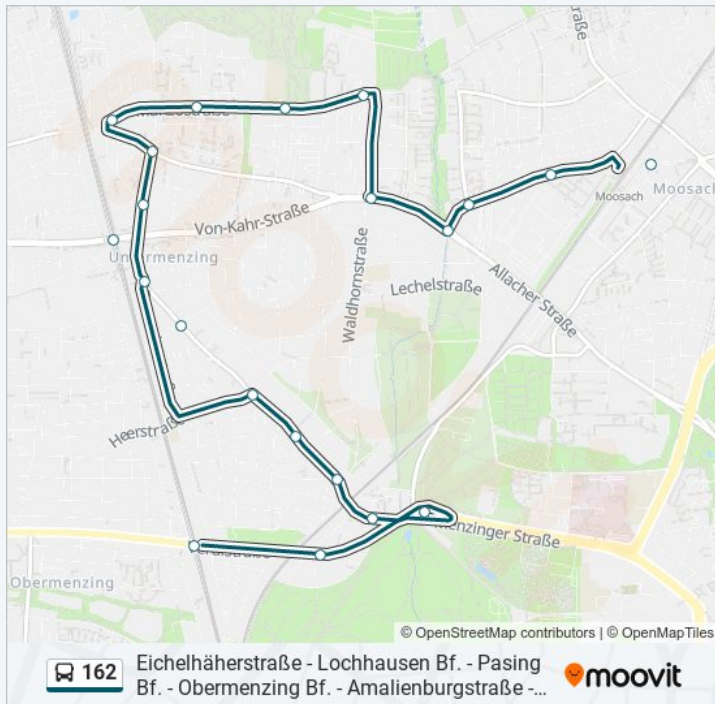 straße
Moosach
Moosach
Von-Kahr-Straße
Untermenzing
Waldhornstraße
Lechelstraße
Allacher Straße
Heerstraße
Menzinger Straße
Obermenzing
© OpenStreetMap contributors | © OpenMapTiles
162
Eichelhäherstraße - Lochhausen Bf. - Pasing
Bf. - Obermenzing Bf. - Amalienburgstraße -...
moovit